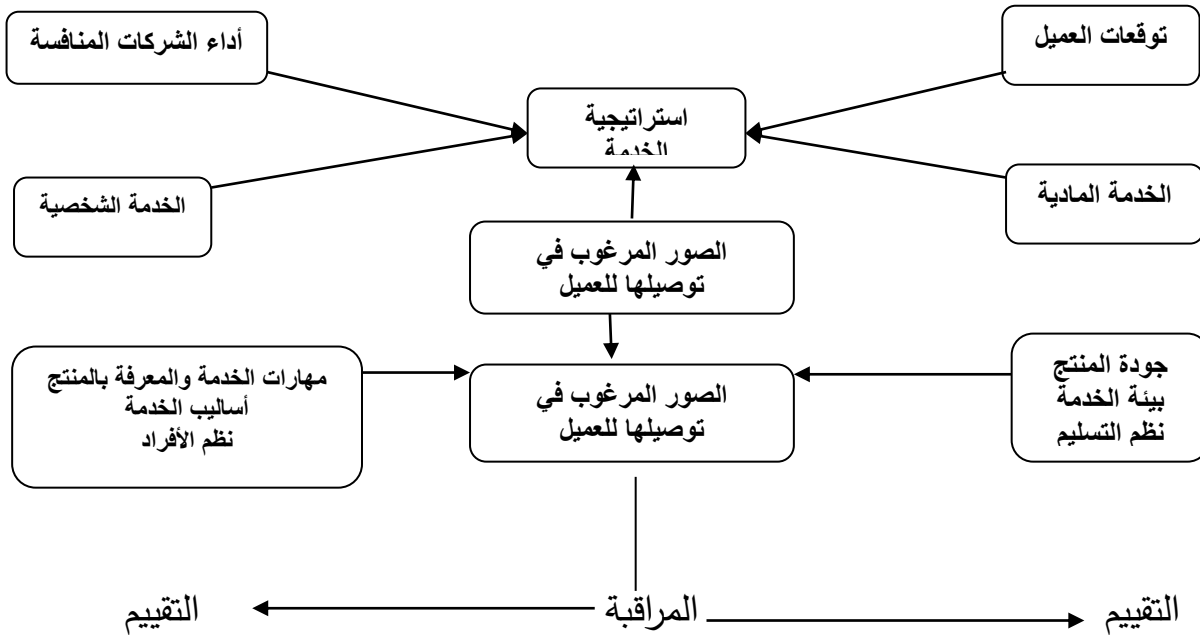 توقعات العميل
أداء الشركات المنافسة
استراتيجية
الخدمة
الخدمة المادية
الخدمة الشخصية
الصور المرغوب في
توصيلها للعميل
جودة المنتج
بيئة الخدمة
نظم التسليم
الصور المرغوب في
توصيلها للعميل
مهارات الخدمة والمعرفة بالمنتج
أساليب الخدمة
نظم الأفراد
التقييم
المراقبة
التقييم